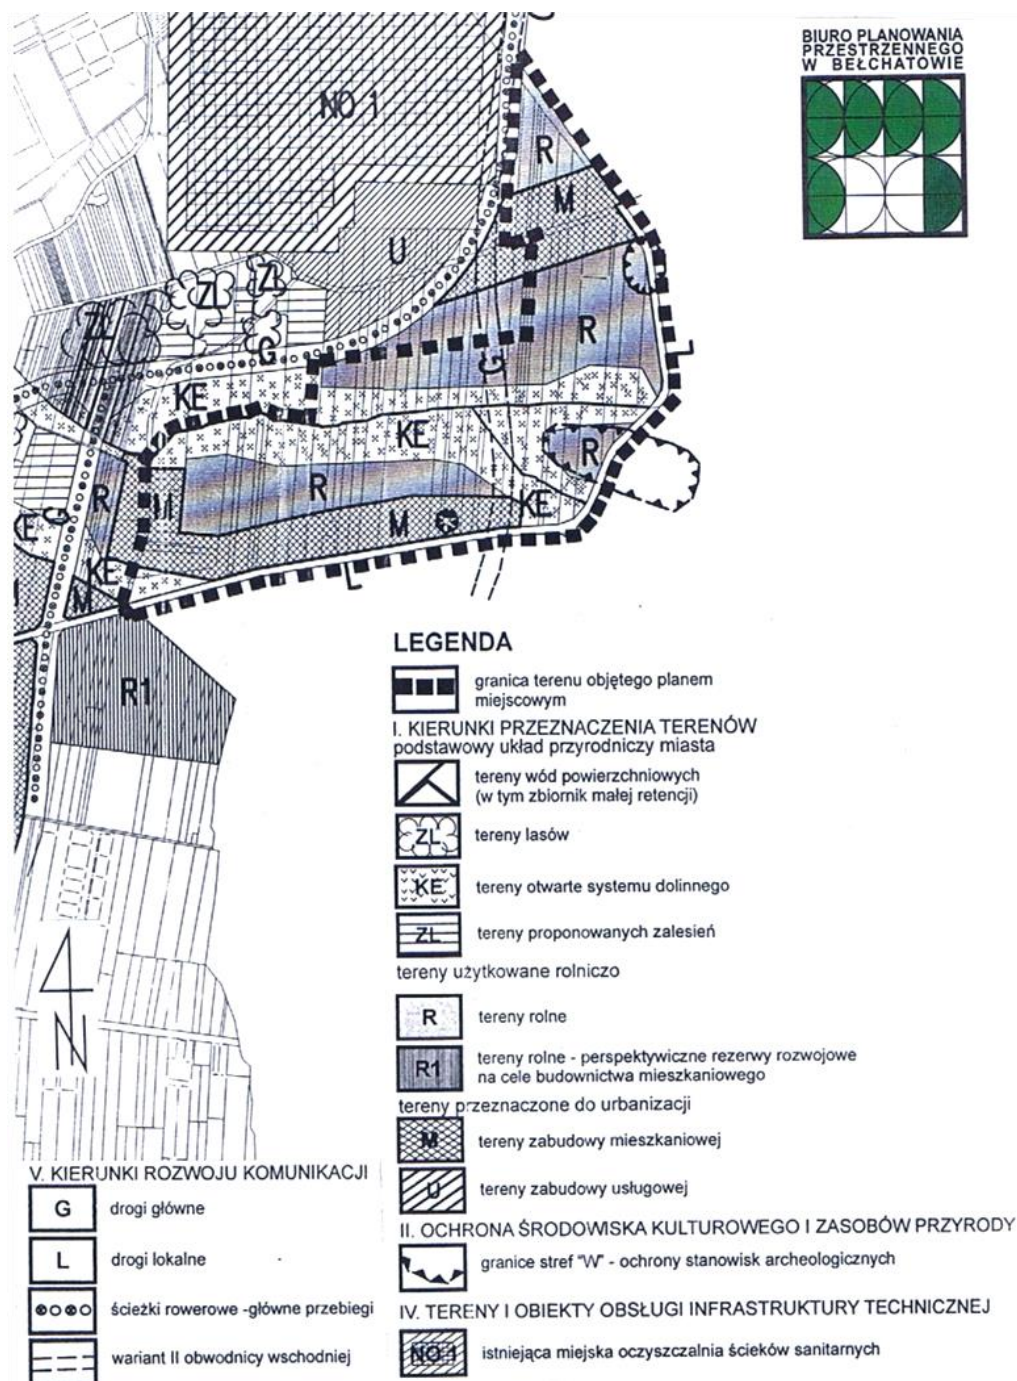 BIURO PLANOWANIA
PRZESTRZENNEGO
W BEŁCHATOWIE
NO 1
R
M
U
ZL
ZL
ZL
G
R
L
G
KE
KE
R
R
R
M
KE
G
KE
KE
M
L
R1
N
LEGENDA
granica terenu objętego planem
miejscowym
I. KIERUNKI PRZEZNACZENIA TERENÓW
podstawowy układ przyrodniczy miasta
tereny wód powierzchniowych
(w tym zbiornik małej retencji)
ZL tereny lasów
KE tereny otwarte systemu dolinnego
ZL tereny proponowanych zalesień
tereny użytkowane rolniczo
R tereny rolne
R1 tereny rolne - perspektywiczne rezerwy rozwojowe
na cele budownictwa mieszkaniowego
tereny przeznaczone do urbanizacji
M tereny zabudowy mieszkaniowej
U tereny zabudowy usługowej
II. OCHRONA ŚRODOWISKA KULTUROWEGO I ZASOBÓW PRZYRODY
granice stref "W" - ochrony stanowisk archeologicznych
IV. TERENY I OBIEKTY OBSŁUGI INFRASTRUKTURY TECHNICZNEJ
NO 1 istniejąca miejska oczyszczalnia ścieków sanitarnych
V. KIERUNKI ROZWOJU KOMUNIKACJI
G drogi główne
L drogi lokalne
ścieżki rowerowe -główne przebiegi
wariant II obwodnicy wschodniej